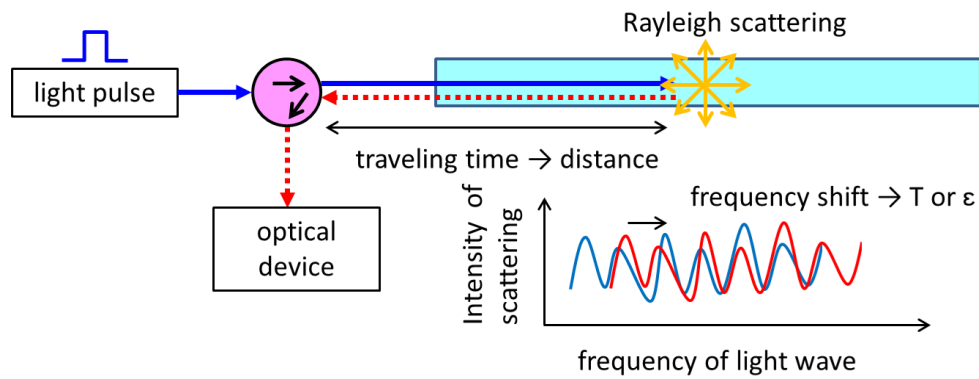 Rayleigh scattering
light pulse
traveling time → distance
optical
device
frequency shift → T or ε
Intensity of
scattering
frequency of light wave